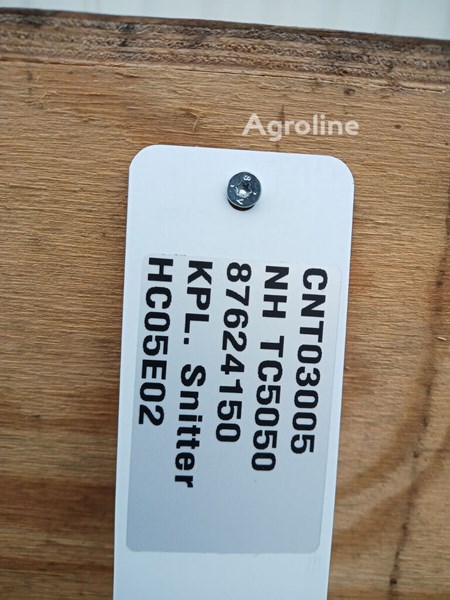 Agroline
CNT03005
NH TC5050
87624150
KPL. Snitter
HC05E02